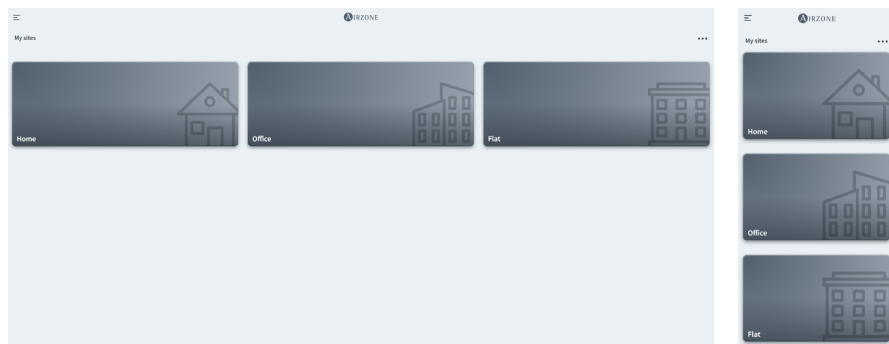 AIRZONE
My sites
Home
Office
Flat
AIRZONE
My sites
Home
Office
Flat